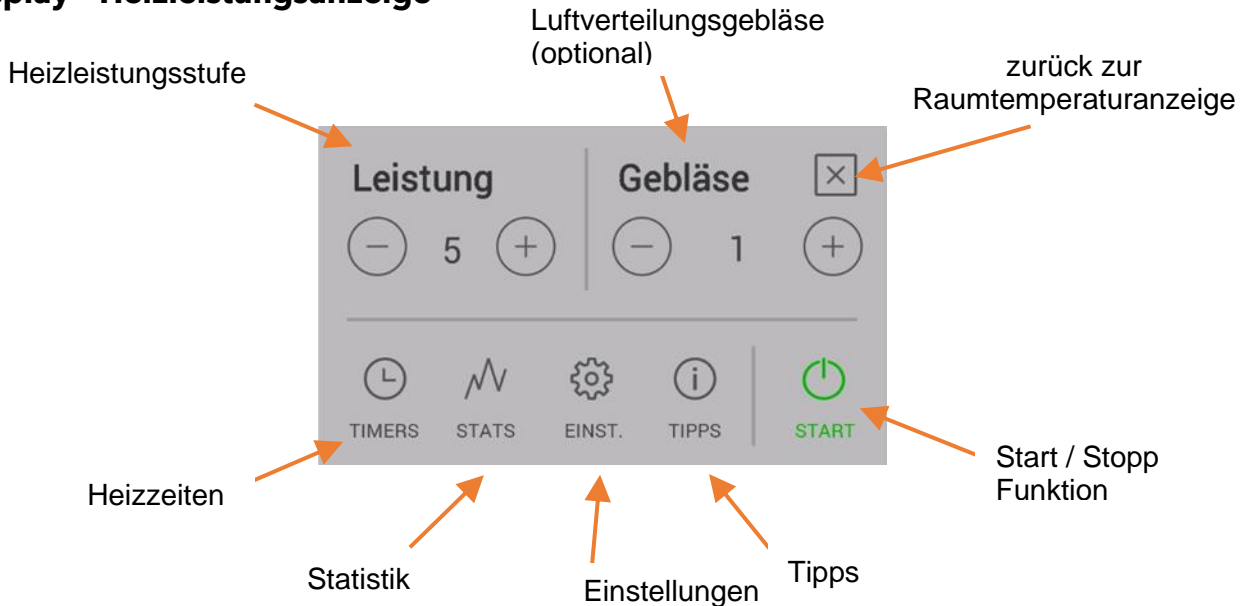 Heizleistungsanzeige
Luftverteilungsgebläse
(optional)
Heizleistungsstufe
zurück zur
Raumtemperaturanzeige
Leistung
Gebläse
5
1
TIMERS
STATS
EINST.
TIPPS
START
Heizzeiten
Start / Stopp
Funktion
Statistik
Einstellungen
Tipps